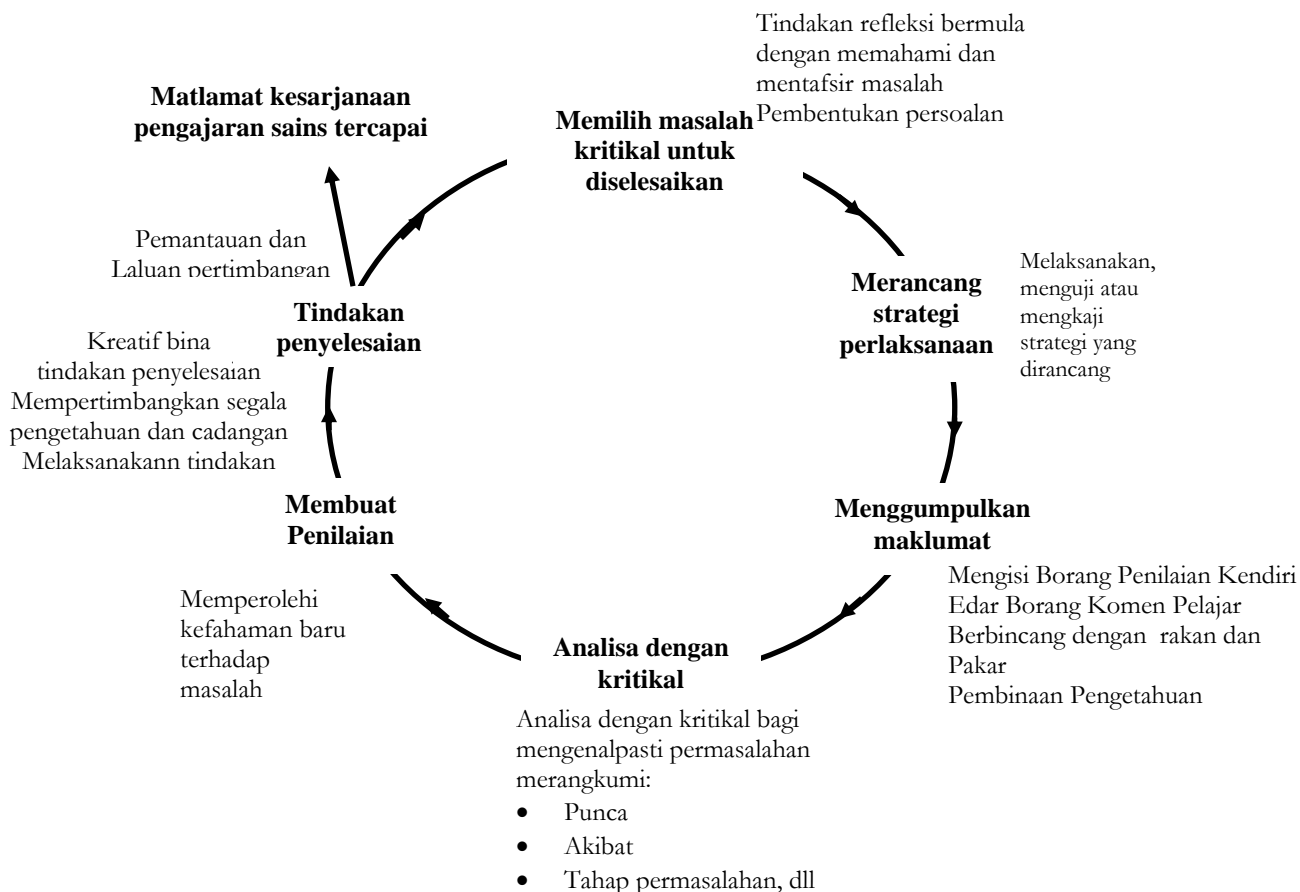 Tindakan refleksi bermula
dengan memahami dan
mentafsir masalah
Pembentukan persoalan
Matlamat kesarjanaan
pengajaran sains tercapai
Memilih masalah
kritikal untuk
diselesaikan
Pemantauan dan
Laluan pertimbangan
Merancang
strategi
perlaksanaan
Melaksanakan,
menguji atau
mengkaji
strategi yang
dirancang
Tindakan
penyelesaian
Kreatif bina
tindakan penyelesaian
Mempertimbangkan segala
pengetahuan dan cadangan
Melaksanakann tindakan
Membuat
Penilaian
Menggumpulkan
maklumat
Mengisi Borang Penilaian Kendiri
Edar Borang Komen Pelajar
Berbincang dengan rakan dan
Pakar
Pembinaan Pengetahuan
Memperolehi
kefahaman baru
terhadap
masalah
Analisa dengan
kritikal
Analisa dengan kritikal bagi
mengenalpasti permasalahan
merangkumi:
• Punca
• Akibat
• Tahap permasalahan, dll